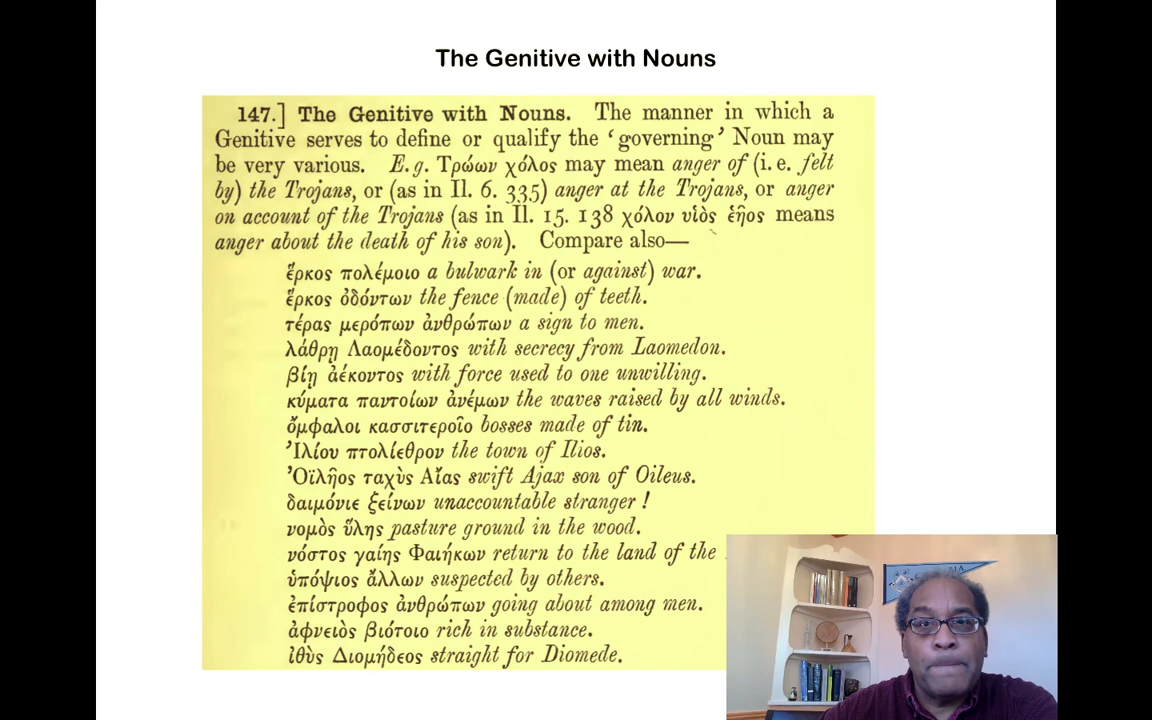 The Genitive with Nouns
147.] The Genitive with Nouns. The manner in which a
Genitive serves to define or qualify the ‘governing’ Noun may
be very various. E. g. Τρώων χόλος may mean anger of (i. e. felt
by) the Trojans, or (as in Il. 6. 335) anger at the Trojans, or anger
on account of the Trojans (as in Il. 15. 138 χόλον υἷος ἑῆος means
anger about the death of his son). Compare also—
ἕρκος πολέμοιο a bulwark in (or against) war.
ἕρκος ὀδόντων the fence (made) of teeth.
τέρας μερόπων ἀνθρώπων a sign to men.
λάθρῃ Λαομέδοντος with secrecy from Laomedon.
βίῃ ἀέκοντος with force used to one unwilling.
κύματα παντοίων ἀνέμων the waves raised by all winds.
ὄμφαλοι κασσιτεροῖο bosses made of tin.
Ἰλίου πτολίεθρον the town of Ilios.
Ὀϊλῆος ταχὺς Αἴας swift Ajax son of Oileus.
δαιμόνιε ξείνων unaccountable stranger !
νομὸς ὕλης pasture ground in the wood.
νόστος γαίης Φαιήκων return to the land of the
ὑπόψιος ἄλλων suspected by others.
ἐπίστροφος ἀνθρώπων going about among men.
ἀφνειὸς βιότοιο rich in substance.
ἰθὺς Διομήδεος straight for Diomede.